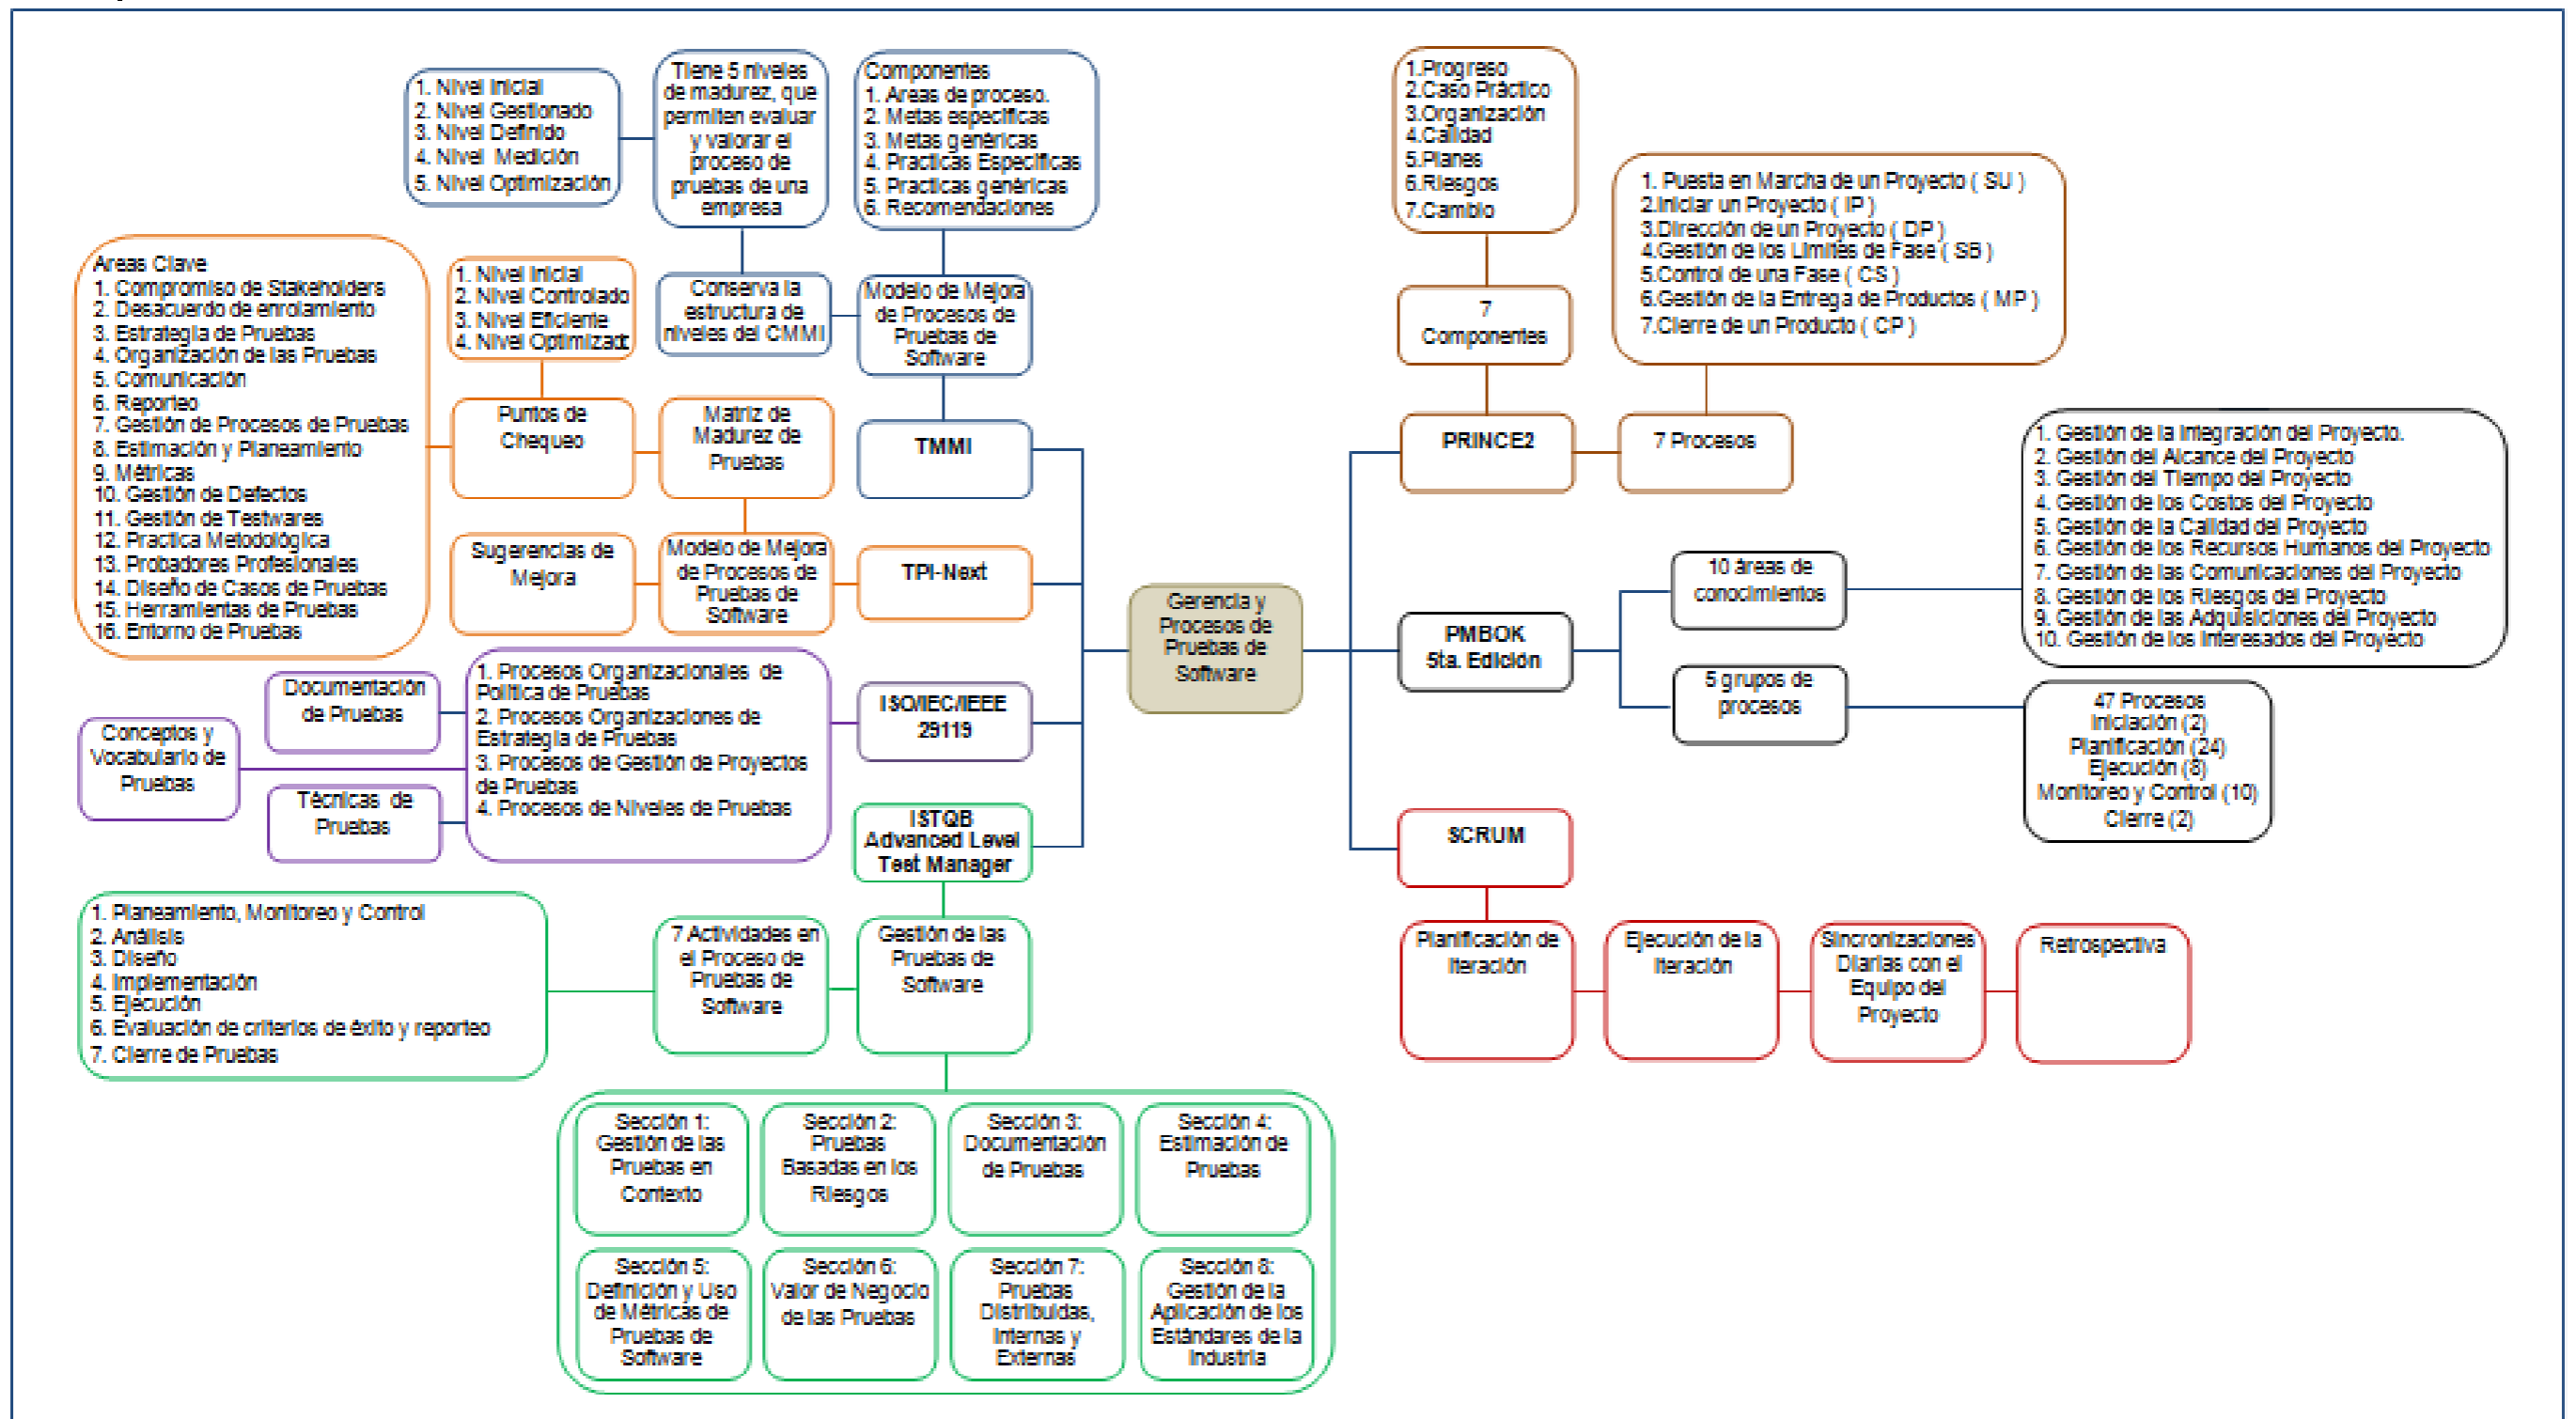 1. Nivel Inicial
2. Nivel Gestionado
3. Nivel Definido
4. Nivel Medición
5. Nivel Optimización
Tiene 5 niveles
de madurez, que
permiten evaluar
y valorar el
proceso de
pruebas de una
empresa
Componentes
1. Areas de proceso.
2. Metas especificas
3. Metas genéricas
4. Practicas Especificas
5. Practicas genéricas
6. Recomendaciones
Areas Clave
1. Compromiso de Stakeholders
2. Desacuerdo de enrolamiento
3. Estrategia de Pruebas
4. Organización de las Pruebas
5. Comunicación
6. Reporteo
7. Gestión de Procesos de Pruebas
8. Estimación y Planeamiento
9. Métricas
10. Gestión de Defectos
11. Gestión de Testwares
12. Practica Metodológica
13. Probadores Profesionales
14. Diseño de Casos de Pruebas
15. Herramientas de Pruebas
16. Entorno de Pruebas
1. Nivel Inicial
2. Nivel Controlado
3. Nivel Eficiente
4. Nivel Optimizad
Conserva la
estructura de
niveles del CMMI
Modelo de Mejora
de Procesos de
Pruebas de
Software
Puntos de
Chequeo
Matriz de
Madurez de
Pruebas
TMMI
Sugerencias de
Mejora
Modelo de Mejora
de Procesos de
Pruebas de
Software
TPI-Next
Documentación
de Pruebas
Conceptos y
Vocabulario de
Pruebas
Técnicas de
Pruebas
1. Procesos Organizacionales de
Política de Pruebas
2. Procesos Organizaciones de
Estrategia de Pruebas
3. Procesos de Gestión de Proyectos
de Pruebas
4. Procesos de Niveles de Pruebas
ISO/IEC/IEEE
29119
ISTQB
Advanced Level
Test Manager
1. Planeamiento, Monitoreo y Control
2. Análisis
3. Diseño
4. Implementación
5. Ejecución
6. Evaluación de criterios de éxito y reporteo
7. Cierre de Pruebas
7 Actividades en
el Proceso de
Pruebas de
Software
Gestión de las
Pruebas de
Software
Sección 1:
Gestión de las
Pruebas en
Contexto
Sección 2:
Pruebas
Basadas en los
Riesgos
Sección 3:
Documentación
de Pruebas
Sección 4:
Estimación de
Pruebas
Sección 5:
Definición y Uso
de Métricas de
Pruebas de
Software
Sección 6:
Valor de Negocio
de las Pruebas
Sección 7:
Pruebas
Distribuidas,
Internas y
Externas
Sección 8:
Gestión de la
Aplicación de los
Estándares de la
Industria
Gerencia y
Procesos de
Pruebas de
Software
1.Progreso
2.Caso Práctico
3.Organización
4.Calidad
5.Planes
6.Riesgos
7.Cambio
1. Puesta en Marcha de un Proyecto ( SU )
2.Iniciar un Proyecto ( IP )
3.Dirección de un Proyecto ( DP )
4.Gestión de los Limites de Fase ( SB )
5.Control de una Fase ( CS )
6.Gestión de la Entrega de Productos ( MP )
7.Cierre de un Producto ( CP )
7
Componentes
PRINCE2
7 Procesos
1. Gestión de la Integración del Proyecto.
2. Gestión del Alcance del Proyecto
3. Gestión del Tiempo del Proyecto
4. Gestión de los Costos del Proyecto
5. Gestión de la Calidad del Proyecto
6. Gestión de los Recursos Humanos del Proyecto
7. Gestión de las Comunicaciones del Proyecto
8. Gestión de los Riesgos del Proyecto
9. Gestión de las Adquisiciones del Proyecto
10. Gestión de los Interesados del Proyecto
10 áreas de
conocimientos
PMBOK
5ta. Edición
5 grupos de
procesos
47 Procesos
Iniciación (2)
Planificación (24)
Ejecución (8)
Monitoreo y Control (10)
Cierre (2)
SCRUM
Planificación de
Iteración
Ejecución de la
Iteración
Sincronizaciones
Diarias con el
Equipo del
Proyecto
Retrospectiva